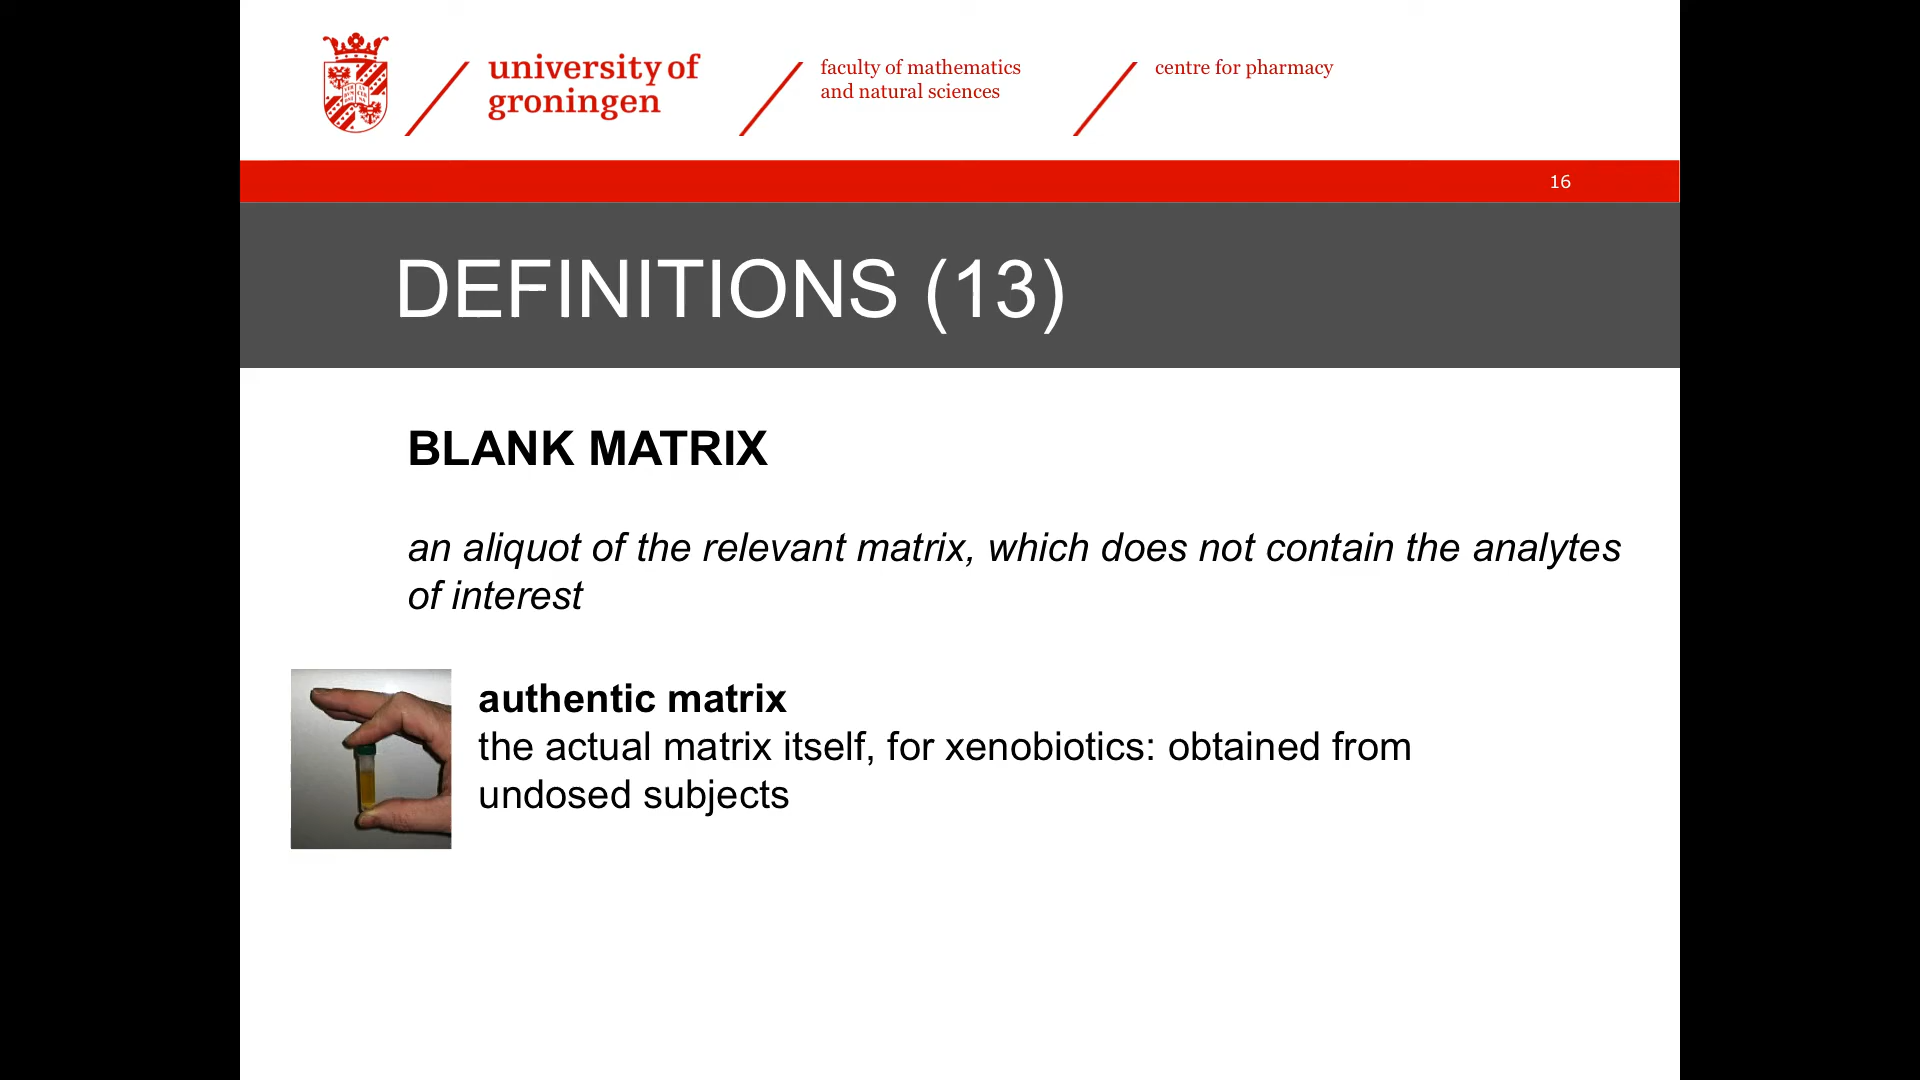 university of
groningen
faculty of mathematics
and natural sciences
centre for pharmacy
16
DEFINITIONS (13)
BLANK MATRIX
an aliquot of the relevant matrix, which does not contain the analytes
of interest
authentic matrix
the actual matrix itself, for xenobiotics: obtained from
undosed subjects